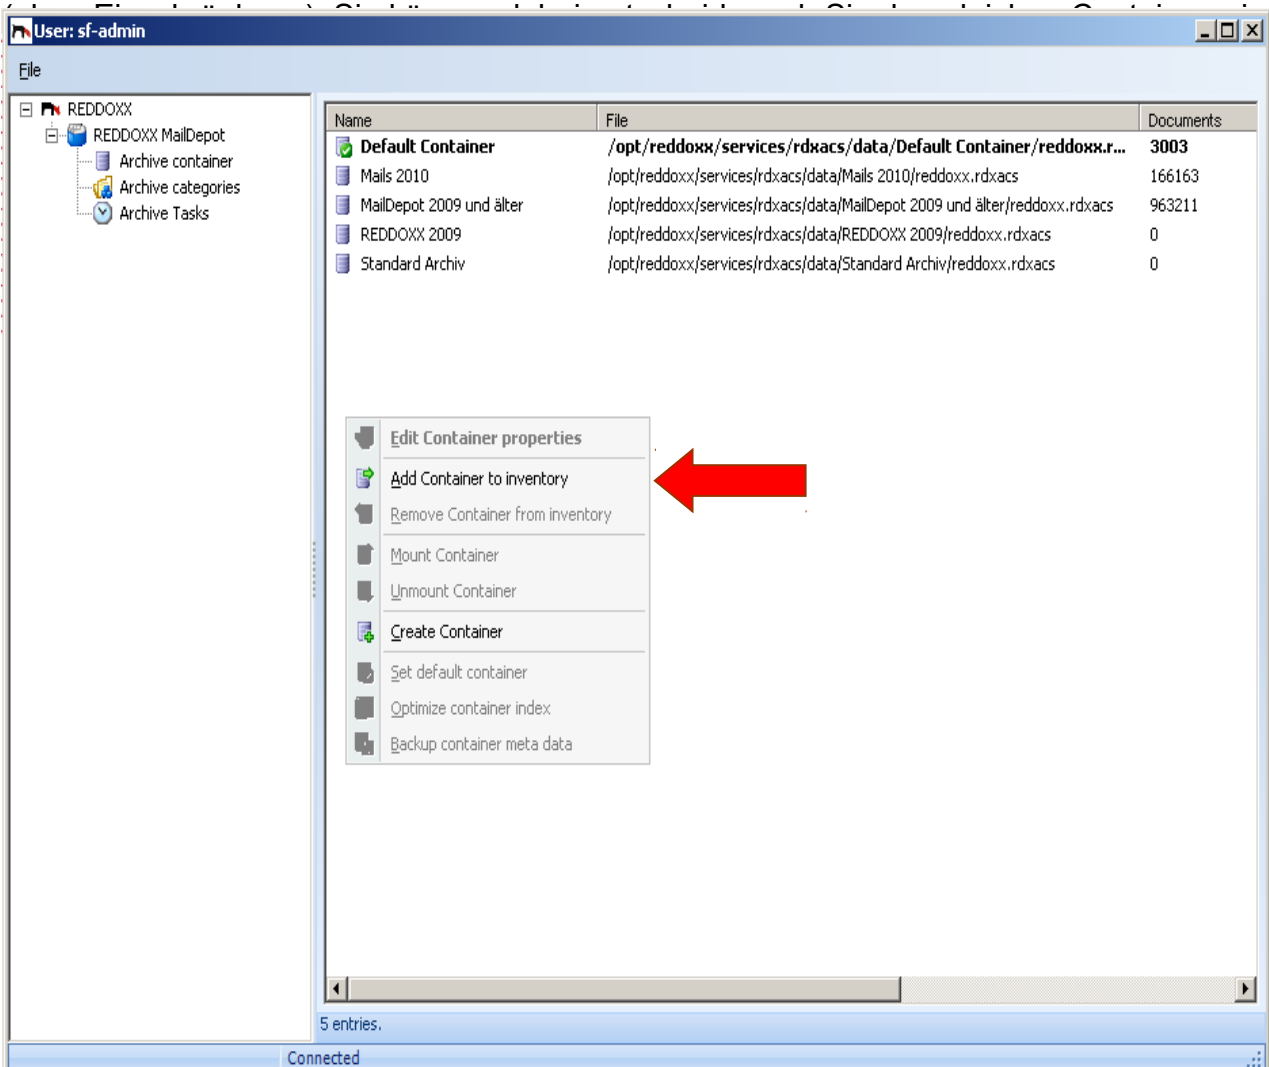 User: sf-admin
File
REDDOXX
REDDOXX MailDepot
Archive container
Archive categories
Archive Tasks
Name File Documents
Default Container /opt/reddoxx/services/rdxacs/data/Default Container/reddoxx.r... 3003
Mails 2010 /opt/reddoxx/services/rdxacs/data/Mails 2010/reddoxx.rdxacs 166163
MailDepot 2009 und älter /opt/reddoxx/services/rdxacs/data/MailDepot 2009 und älter/reddoxx.rdxacs 963211
REDDOXX 2009 /opt/reddoxx/services/rdxacs/data/REDDOXX 2009/reddoxx.rdxacs 0
Standard Archiv /opt/reddoxx/services/rdxacs/data/Standard Archiv/reddoxx.rdxacs 0
Edit Container properties
Add Container to inventory
Remove Container from inventory
Mount Container
Unmount Container
Create Container
Set default container
Optimize container index
Backup container meta data
5 entries.
Connected